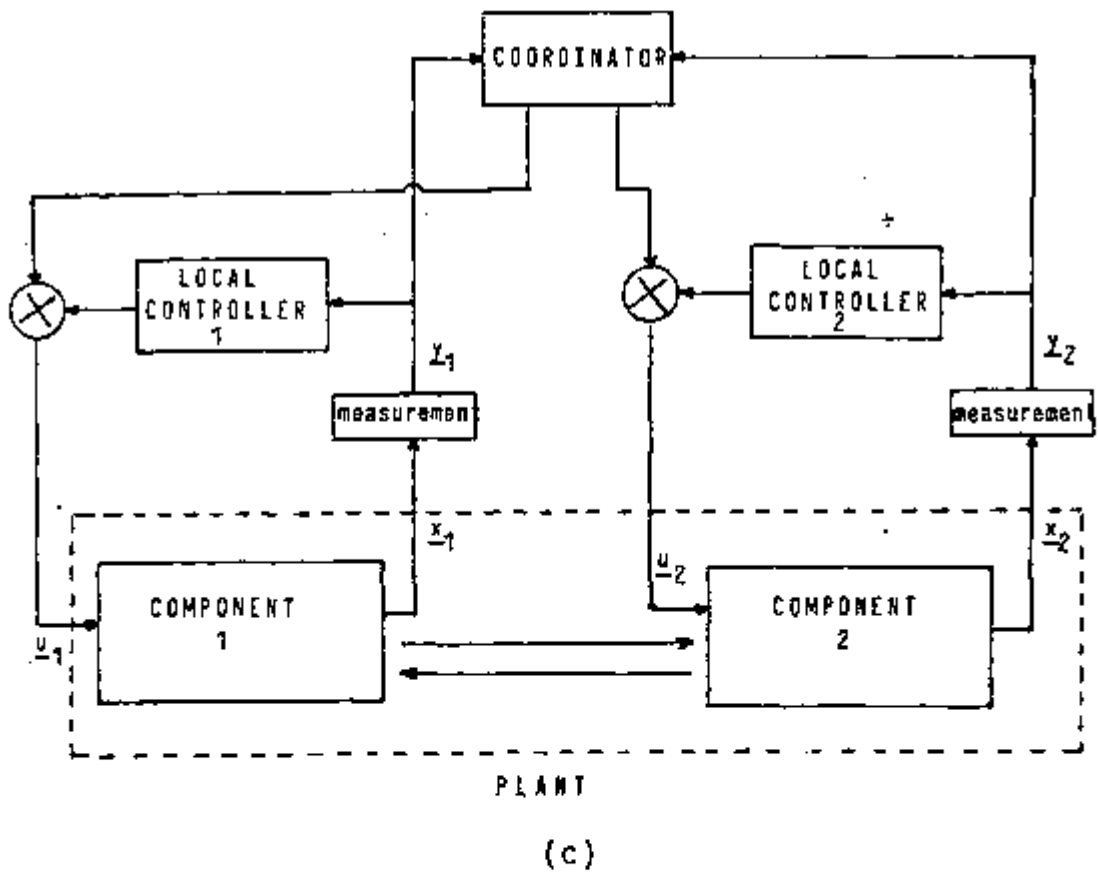 COORDINATOR
LOCAL
CONTROLLER
1
LOCAL
CONTROLLER
2
y1
y2
measurement
measurement
x1
x2
u1
u2
COMPONENT
1
COMPONENT
2
PLANT
(c)